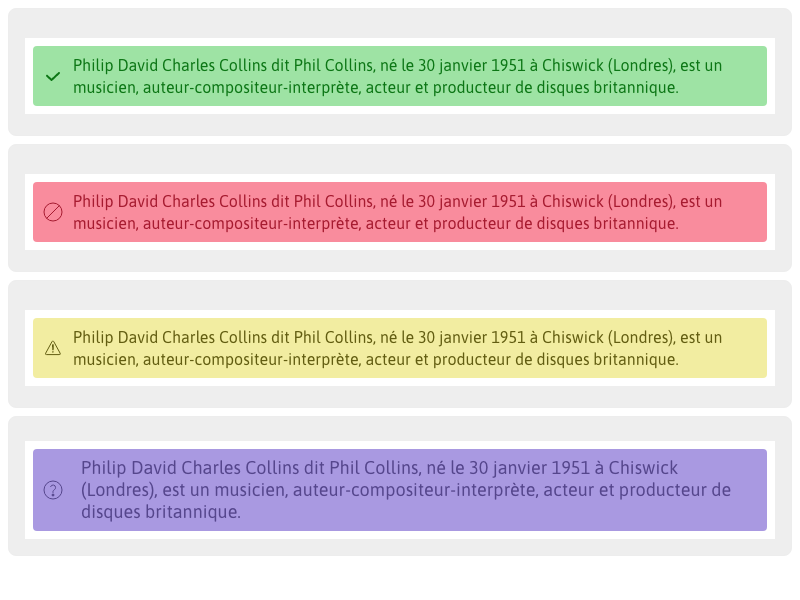 Philip David Charles Collins dit Phil Collins, né le 30 janvier 1951 à Chiswick (Londres), est un
musicien, auteur-compositeur-interprète, acteur et producteur de disques britannique.
Philip David Charles Collins dit Phil Collins, né le 30 janvier 1951 à Chiswick (Londres), est un
musicien, auteur-compositeur-interprète, acteur et producteur de disques britannique.
Philip David Charles Collins dit Phil Collins, né le 30 janvier 1951 à Chiswick (Londres), est un
musicien, auteur-compositeur-interprète, acteur et producteur de disques britannique.
Philip David Charles Collins dit Phil Collins, né le 30 janvier 1951 à Chiswick
(Londres), est un musicien, auteur-compositeur-interprète, acteur et producteur de
disques britannique.